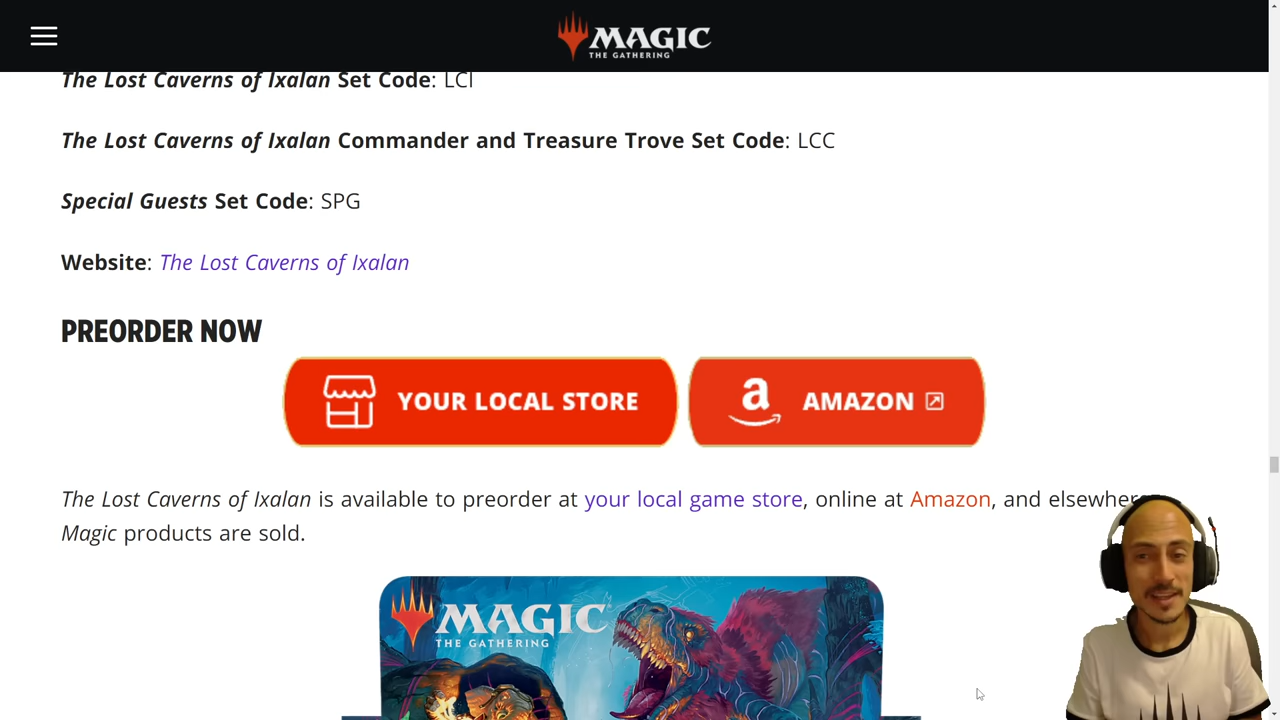 MAGIC
THE GATHERING
The Lost Caverns of Ixalan Set Code: LCI
The Lost Caverns of Ixalan Commander and Treasure Trove Set Code: LCC
Special Guests Set Code: SPG
Website: The Lost Caverns of Ixalan
PREORDER NOW
YOUR LOCAL STORE
a AMAZON
The Lost Caverns of Ixalan is available to preorder at your local game store, online at Amazon, and elsewhere
Magic products are sold.
MAGIC
THE GATHERING